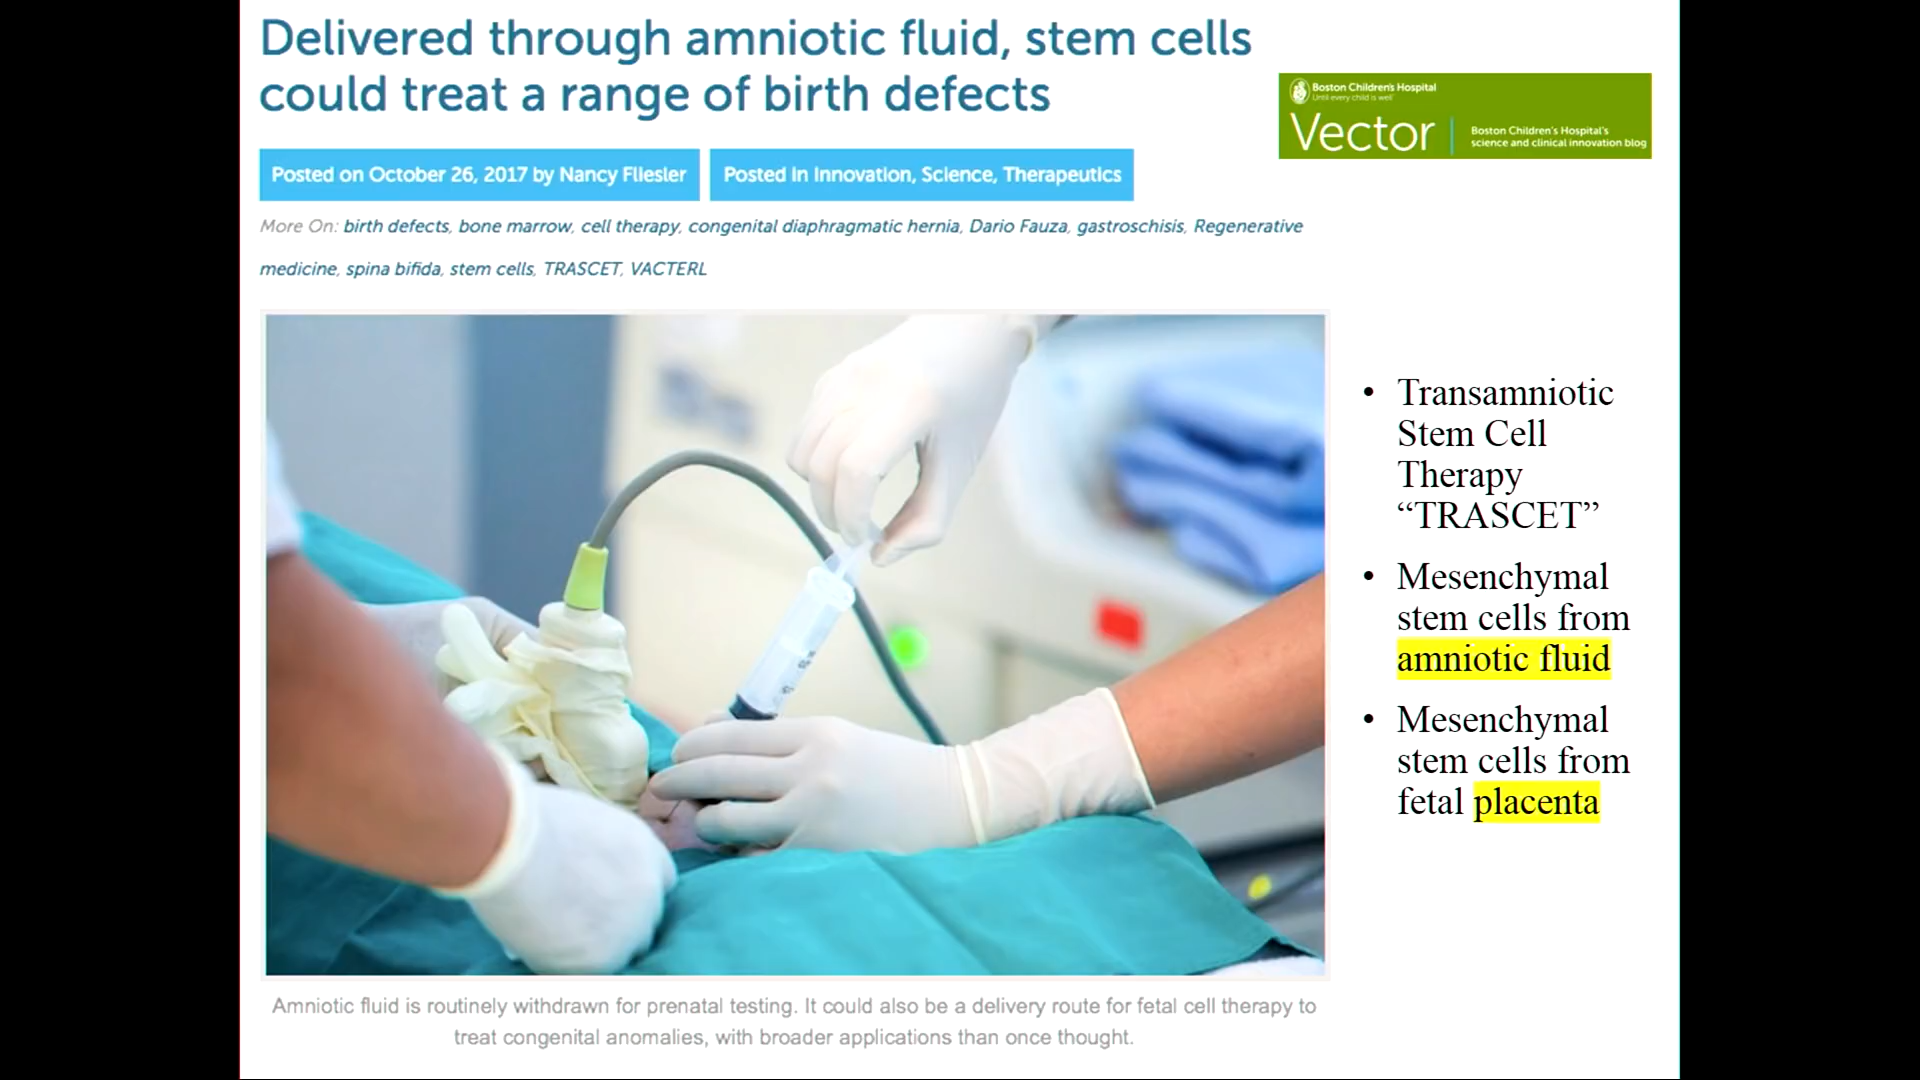 Delivered through amniotic fluid, stem cells
could treat a range of birth defects
Boston Children's Hospital
Until every child is well
Vector
Boston Children's Hospital's
science and clinical innovation blog
Posted on October 26, 2017 by Nancy Fliesler
Posted in Innovation, Science, Therapeutics
More On: birth defects, bone marrow, cell therapy, congenital diaphragmatic hernia, Dario Fauza, gastroschisis, Regenerative
medicine, spina bifida, stem cells, TRASCET, VACTERL
• Transamniotic
Stem Cell
Therapy
“TRASCET”
• Mesenchymal
stem cells from
amniotic fluid
• Mesenchymal
stem cells from
fetal placenta
Amniotic fluid is routinely withdrawn for prenatal testing. It could also be a delivery route for fetal cell therapy to
treat congenital anomalies, with broader applications than once thought.